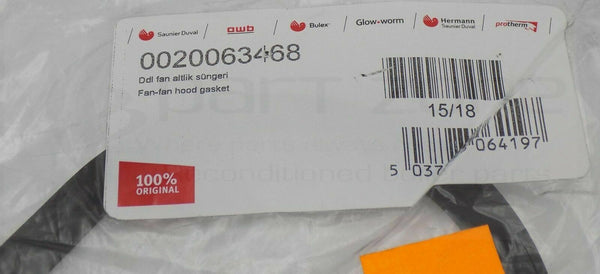 Saunier Duval awb Bulex Glow-worm Hermann Saunier Duval protherm
0020063468
Ddl fan altlik süngeri
Fan-fan hood gasket
15/18
5 037 064197
100%
ORIGINAL